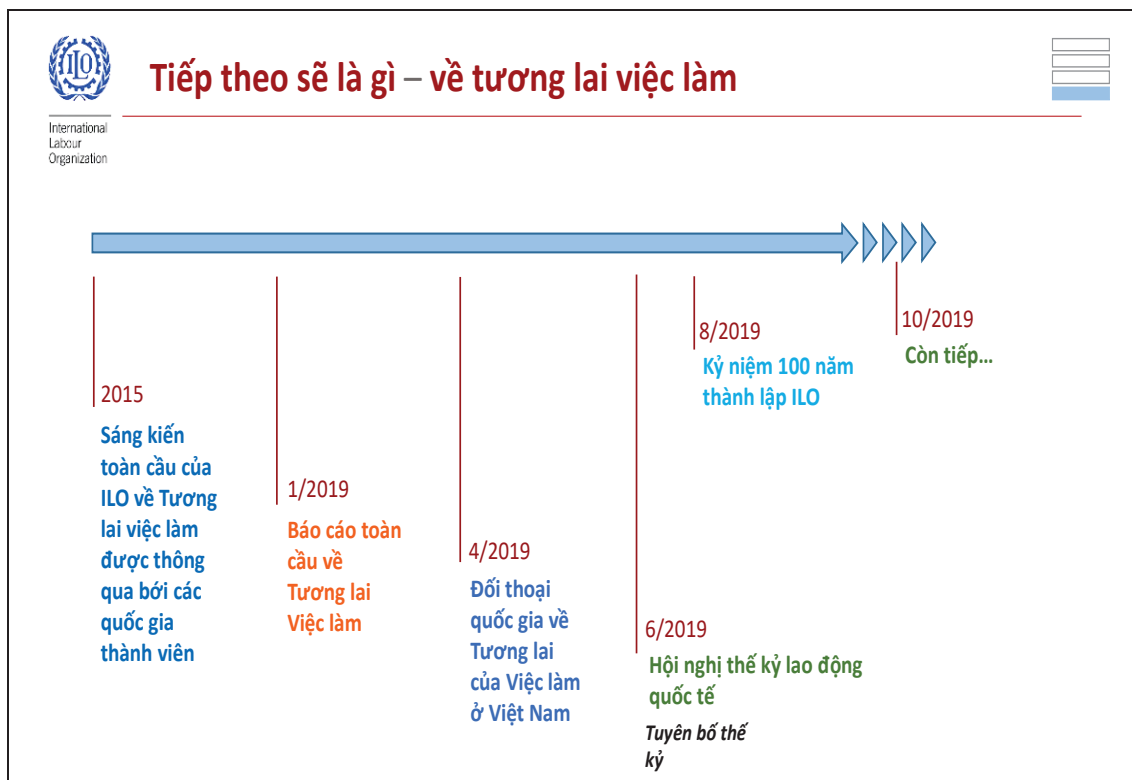 ILO
International
Labour
Organization
Tiếp theo sẽ là gì – về tương lai việc làm
2015
Sáng kiến
toàn cầu của
ILO về Tương
lai việc làm
được thông
qua bới các
quốc gia
thành viên
1/2019
Báo cáo toàn
cầu về
Tương lai
Việc làm
4/2019
Đối thoại
quốc gia về
Tương lai
của Việc làm
ở Việt Nam
6/2019
Hội nghị thế kỷ lao động
quốc tế
Tuyên bố thế
kỷ
8/2019
Kỷ niệm 100 năm
thành lập ILO
10/2019
Còn tiếp...